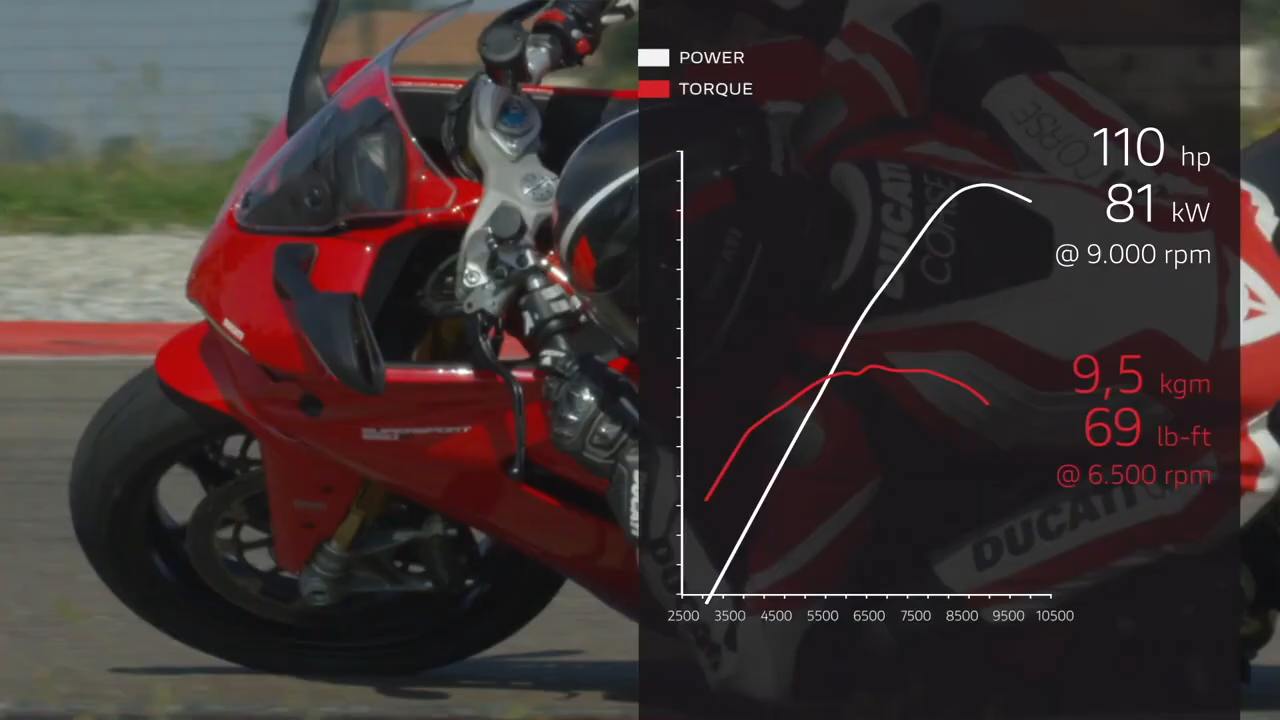 POWER
TORQUE
110 hp
81 kW
@ 9.000 rpm
9,5 kgm
69 lb-ft
@ 6.500 rpm
2500 3500 4500 5500 6500 7500 8500 9500 10500
SUPERSPORT
CORSE
DUCATI
CORSE
DUCATI